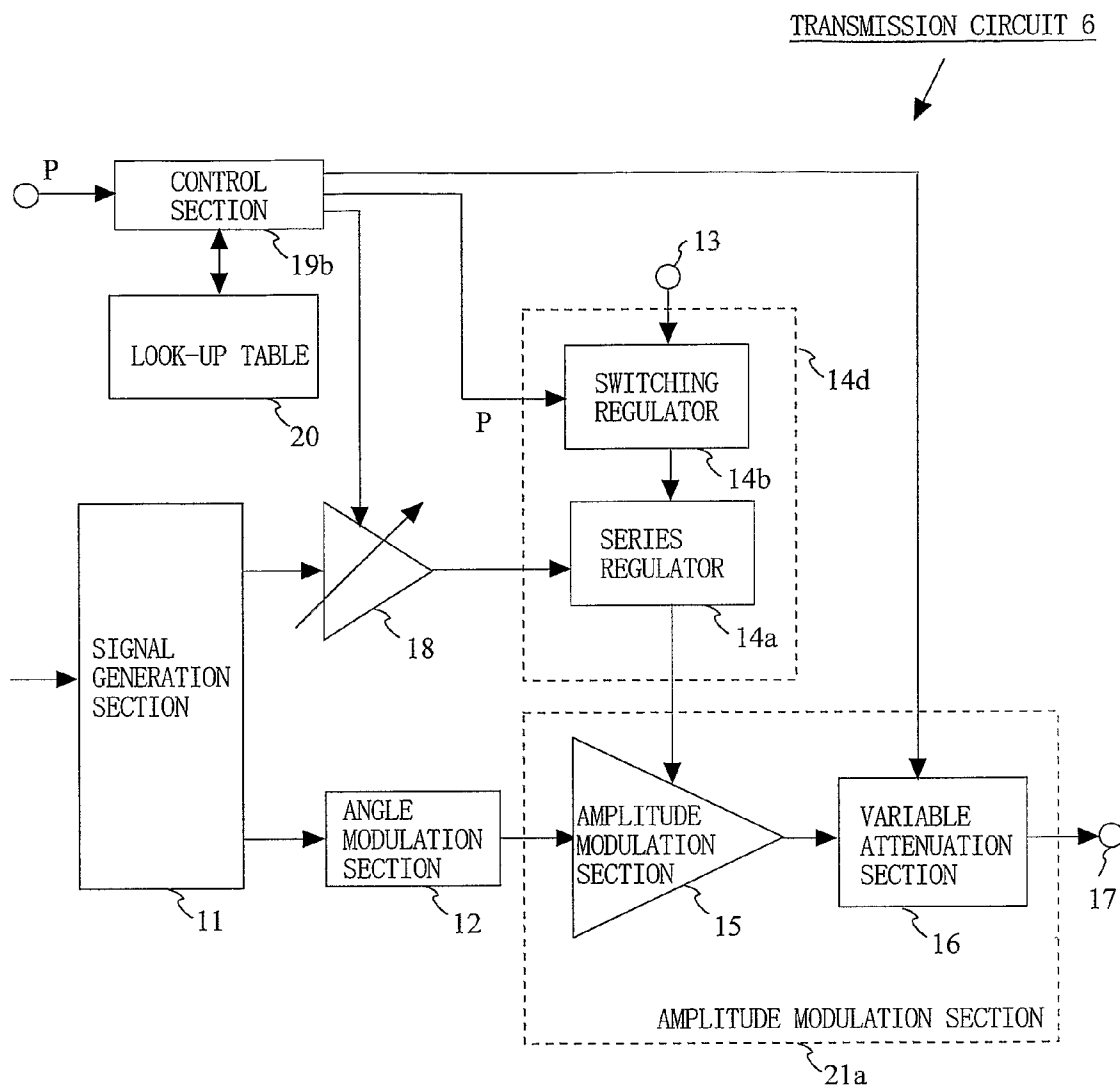 TRANSMISSION CIRCUIT 6
P
CONTROL
SECTION
19b
13
LOOK-UP TABLE
20
P
SWITCHING
REGULATOR
14d
14b
SERIES
REGULATOR
14a
18
SIGNAL
GENERATION
SECTION
11
ANGLE
MODULATION
SECTION
12
AMPLITUDE
MODULATION
SECTION
15
VARIABLE
ATTENUATION
SECTION
16
17
AMPLITUDE MODULATION SECTION
21a